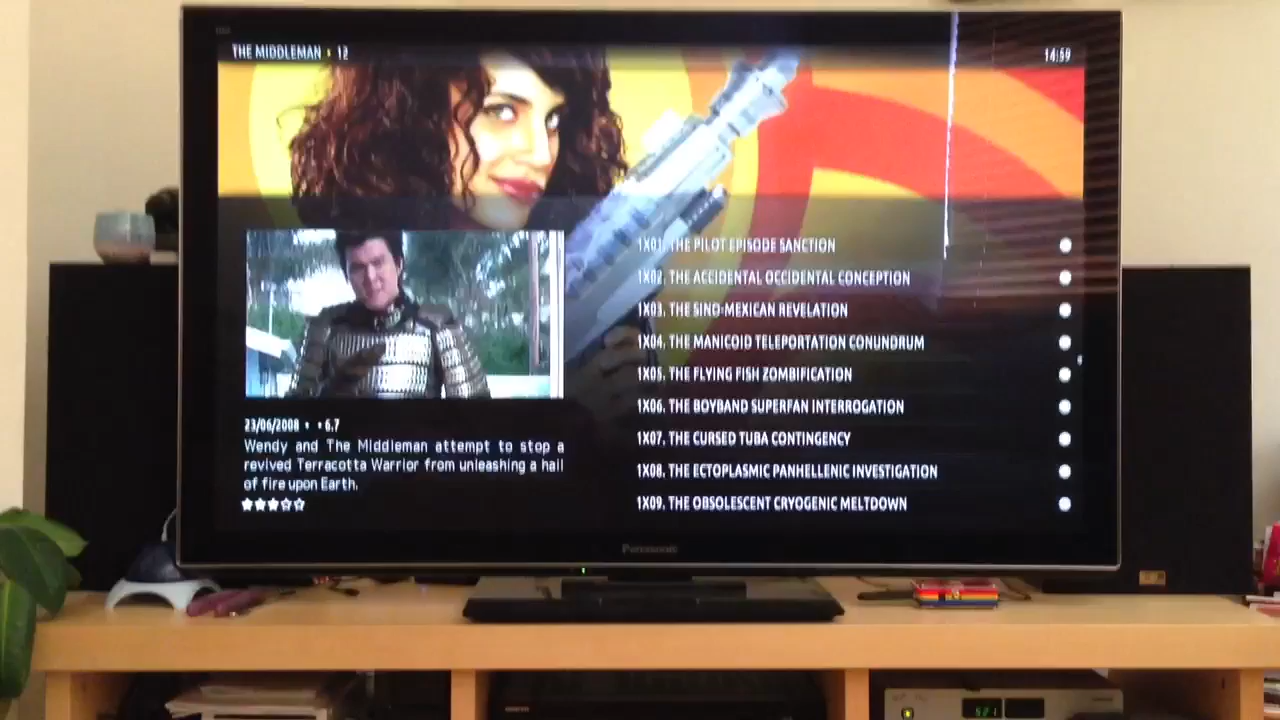 THE MIDDLEMAN • 12
14:59
1X01. THE PILOT EPISODE SANCTION
1X02. THE ACCIDENTAL OCCIDENTAL CONCEPTION
1X03. THE SINO-MEXICAN REVELATION
1X04. THE MANICOID TELEPORTATION CONUNDRUM
1X05. THE FLYING FISH ZOMBIFICATION
1X06. THE BOYBAND SUPERFAN INTERROGATION
1X07. THE CURSED TUBA CONTINGENCY
1X08. THE ECTOPLASMIC PANHELLENIC INVESTIGATION
1X09. THE OBSOLESCENT CRYOGENIC MELTDOWN
23/06/2008 • • 6.7
Wendy and The Middleman attempt to stop a
revived Terracotta Warrior from unleashing a hail
of fire upon Earth.
Panasonic
521